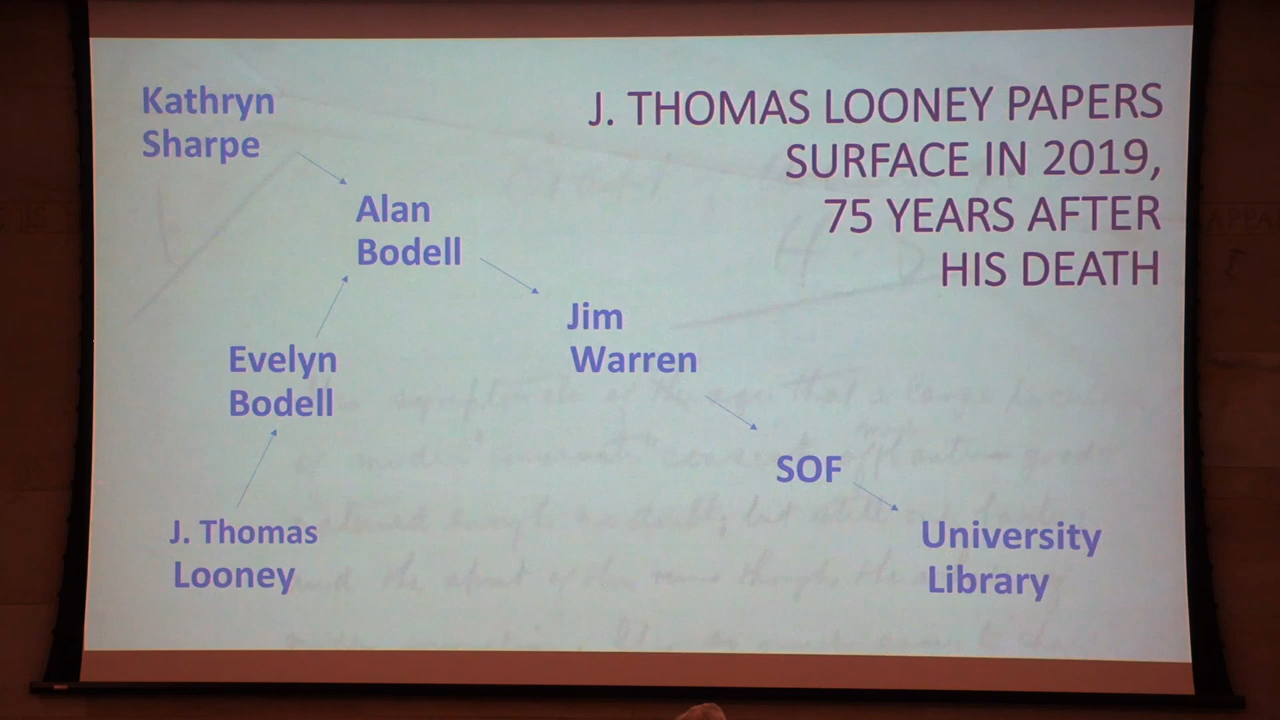 Kathryn
Sharpe
J. THOMAS LOONEY PAPERS
SURFACE IN 2019,
75 YEARS AFTER
HIS DEATH
Alan
Bodell
Jim
Warren
Evelyn
Bodell
SOF
J. Thomas
Looney
University
Library